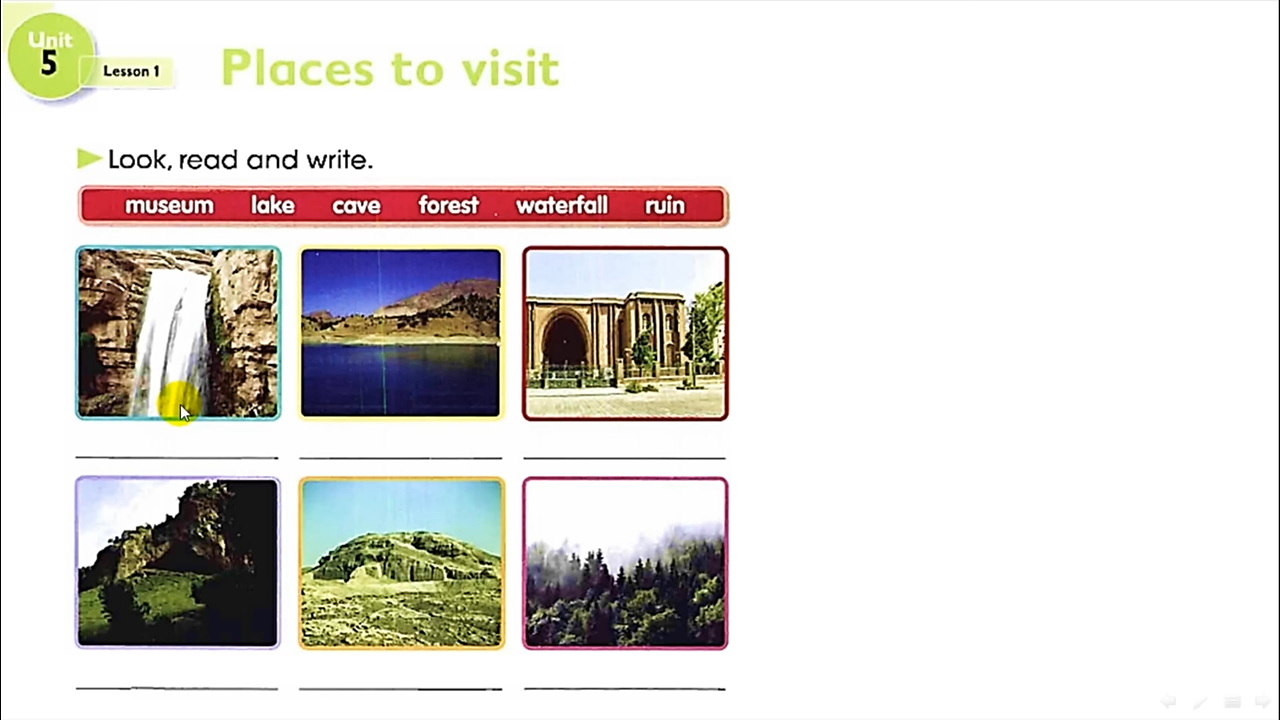 Unit
5
Lesson 1
Places to visit
Look, read and write.
museum lake cave forest waterfall ruin